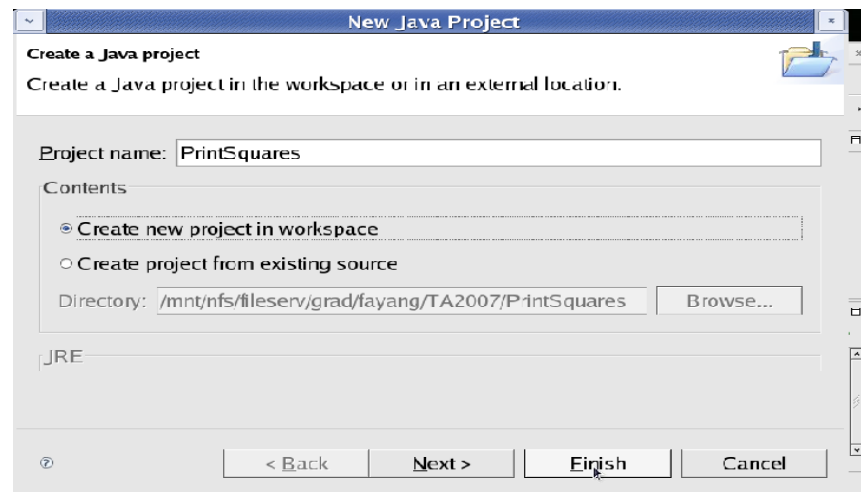 New Java Project
Create a Java project
Create a Java project in the workspace or in an external location.
Project name: PrintSquares
Contents
Create new project in workspace
Create project from existing source
Directory: /mnt/nfs/fileserv/grad/fayang/TA2007/PrintSquares Browse...
JRE
? < Back Next > Finish Cancel